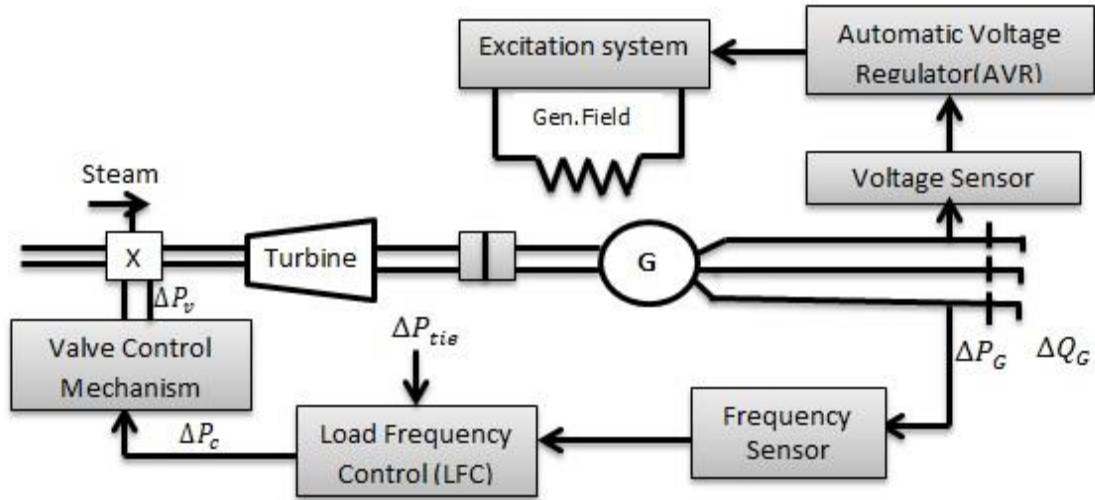 Excitation system
Automatic Voltage
Regulator(AVR)
Gen.Field
Steam
Voltage Sensor
X
Turbine
G
ΔP_v
Valve Control
Mechanism
ΔP_tie
ΔP_G
ΔQ_G
ΔP_c
Load Frequency
Control (LFC)
Frequency
Sensor